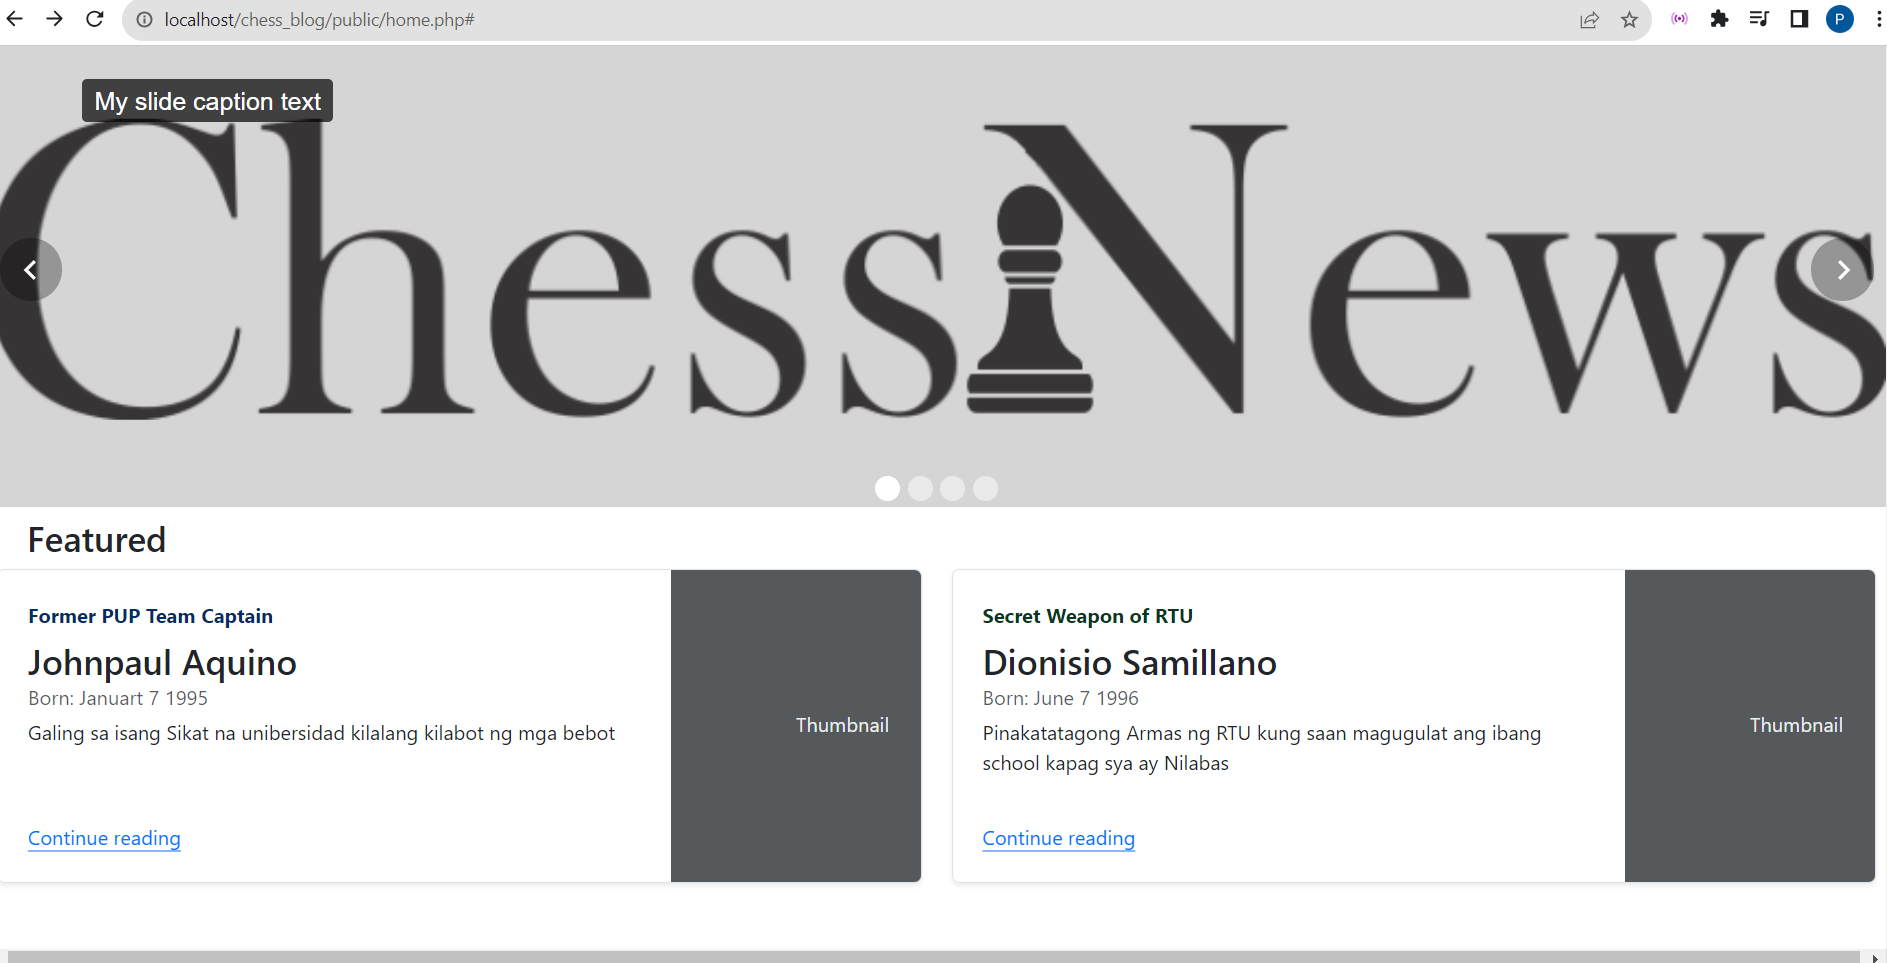 localhost/chess_blog/public/home.php#
P
My slide caption text
Chess News
Featured
Former PUP Team Captain
Johnpaul Aquino
Born: Januart 7 1995
Galing sa isang Sikat na unibersidad kilalang kilabot ng mga bebot
Continue reading
Thumbnail
Secret Weapon of RTU
Dionisio Samillano
Born: June 7 1996
Pinakatatagong Armas ng RTU kung saan magugulat ang ibang
school kapag sya ay Nilabas
Continue reading
Thumbnail